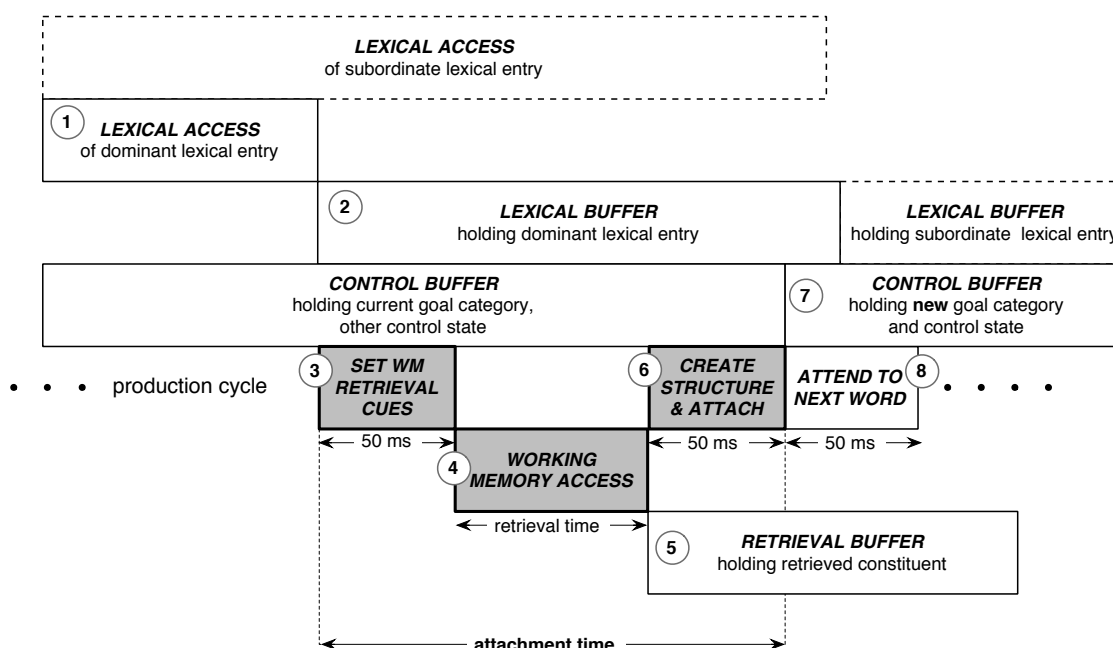 LEXICAL ACCESS
of subordinate lexical entry
1
LEXICAL ACCESS
of dominant lexical entry
2
LEXICAL BUFFER
holding dominant lexical entry
LEXICAL BUFFER
holding subordinate lexical entry
CONTROL BUFFER
holding current goal category,
other control state
7
CONTROL BUFFER
holding new goal category
and control state
• • • production cycle
3
SET WM
RETRIEVAL
CUES
6
CREATE
STRUCTURE
& ATTACH
ATTEND TO
NEXT WORD
8
• • • •
50 ms
50 ms
50 ms
4
WORKING
MEMORY ACCESS
retrieval time
5
RETRIEVAL BUFFER
holding retrieved constituent
attachment time